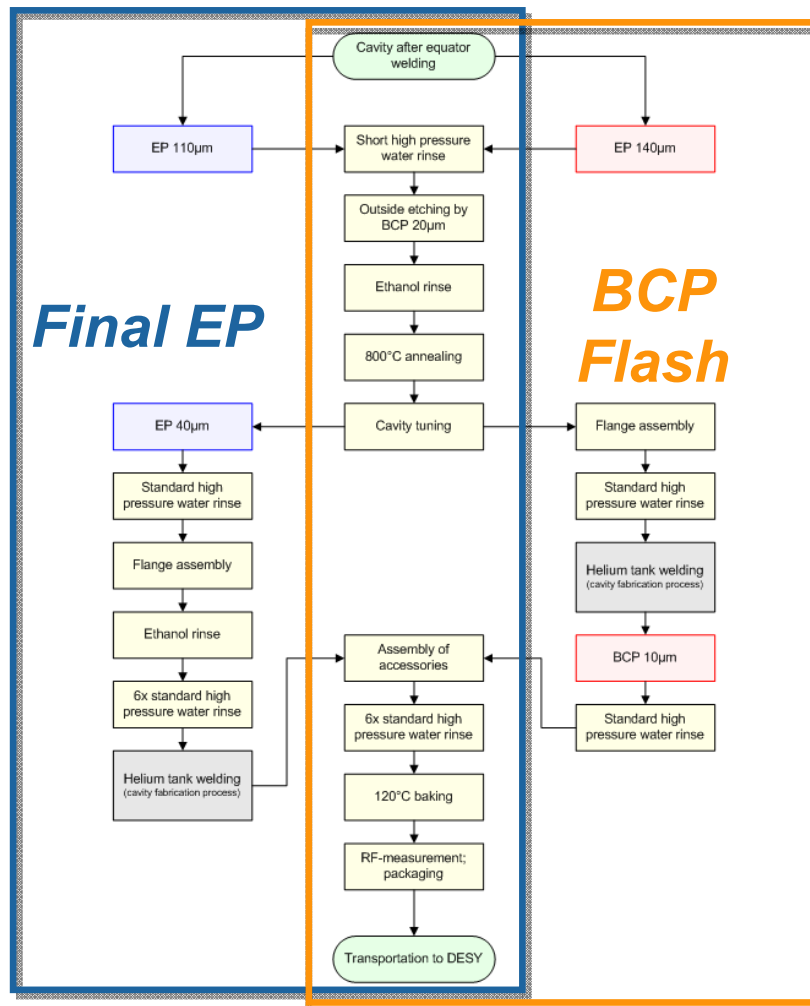 Cavity after equator
welding
EP 110µm
Short high pressure
water rinse
EP 140µm
Outside etching by
BCP 20µm
Ethanol rinse
800°C annealing
Final EP
BCP
Flash
EP 40µm
Cavity tuning
Flange assembly
Standard high
pressure water rinse
Standard high
pressure water rinse
Flange assembly
Helium tank welding
(cavity fabrication process)
Ethanol rinse
Assembly of
accessories
BCP 10µm
6x standard high
pressure water rinse
6x standard high
pressure water rinse
Standard high
pressure water rinse
Helium tank welding
(cavity fabrication process)
120°C baking
RF-measurement;
packaging
Transportation to DESY